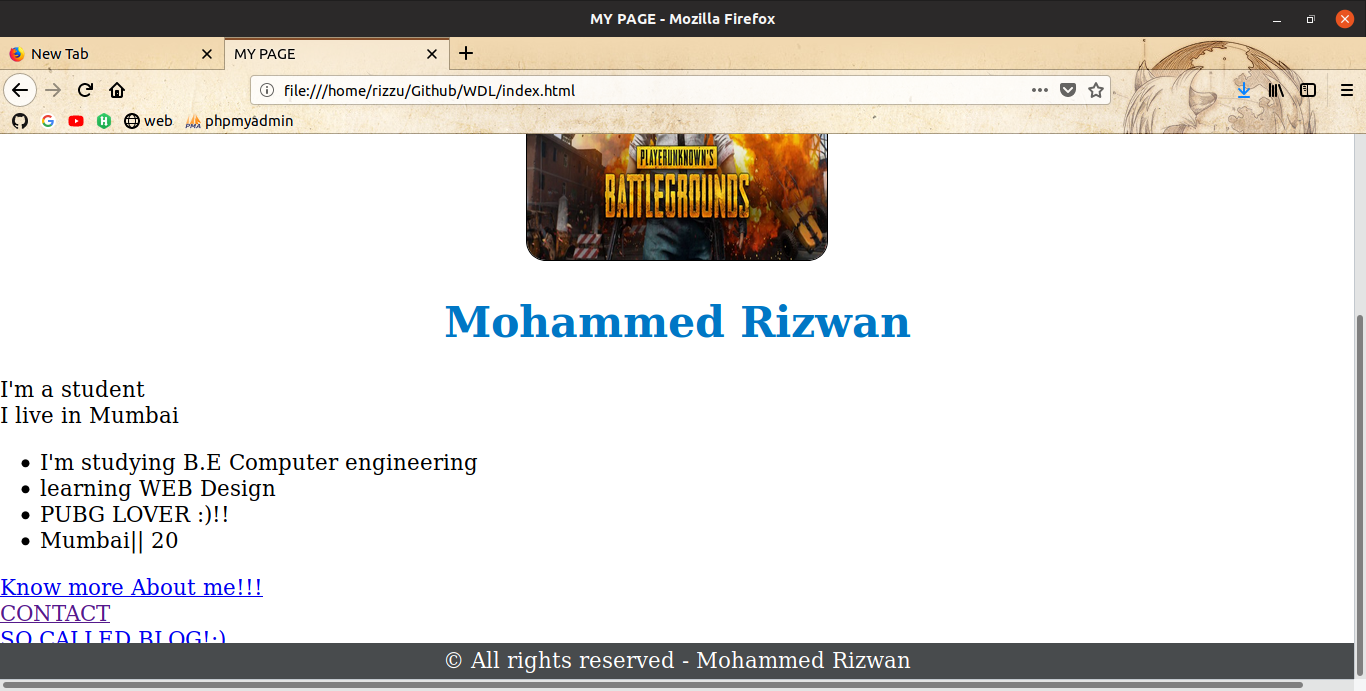 MY PAGE - Mozilla Firefox
New Tab
MY PAGE
file:///home/rizzu/Github/WDL/index.html
G
H
web
PMA
phpmyadmin
PLAYERUNKNOWN'S
BATTLEGROUNDS
Mohammed Rizwan
I'm a student
I live in Mumbai
• I'm studying B.E Computer engineering
• learning WEB Design
• PUBG LOVER :)!!
• Mumbai|| 20
Know more About me!!!
CONTACT
SO CALLED BLOG!:)
© All rights reserved - Mohammed Rizwan